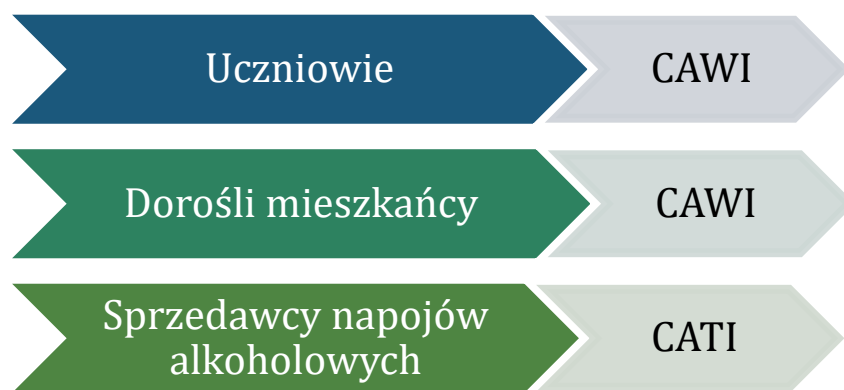 Uczniowie
CAWI
Dorośli mieszkańcy
CAWI
Sprzedawcy napojów
alkoholowych
CATI